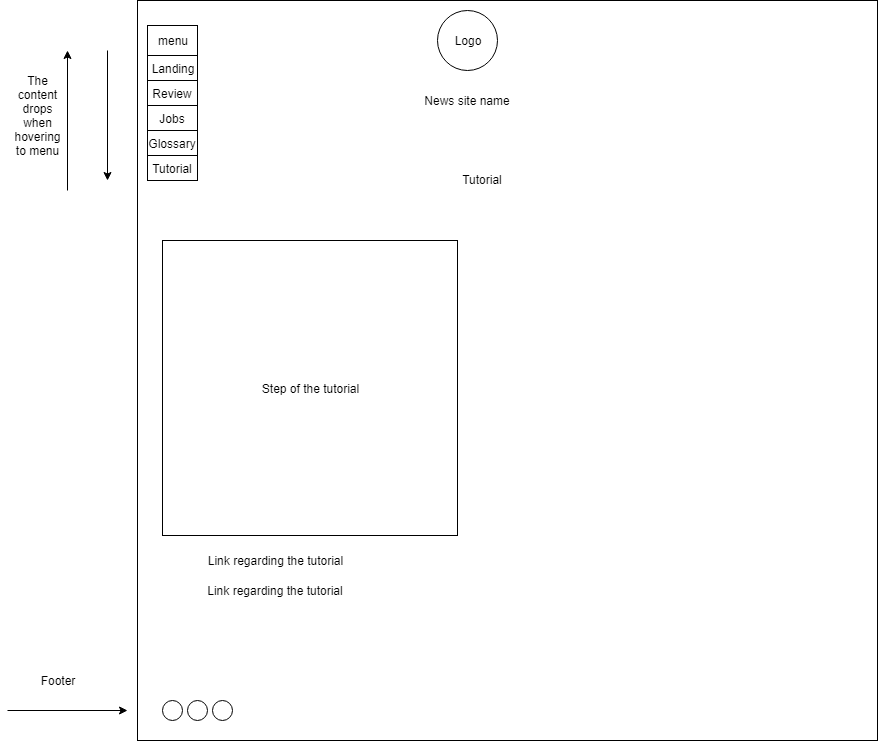 menu
Landing
Review
Jobs
Glossary
Tutorial
The
content
drops
when
hovering
to menu
Logo
News site name
Tutorial
Step of the tutorial
Link regarding the tutorial
Link regarding the tutorial
Footer